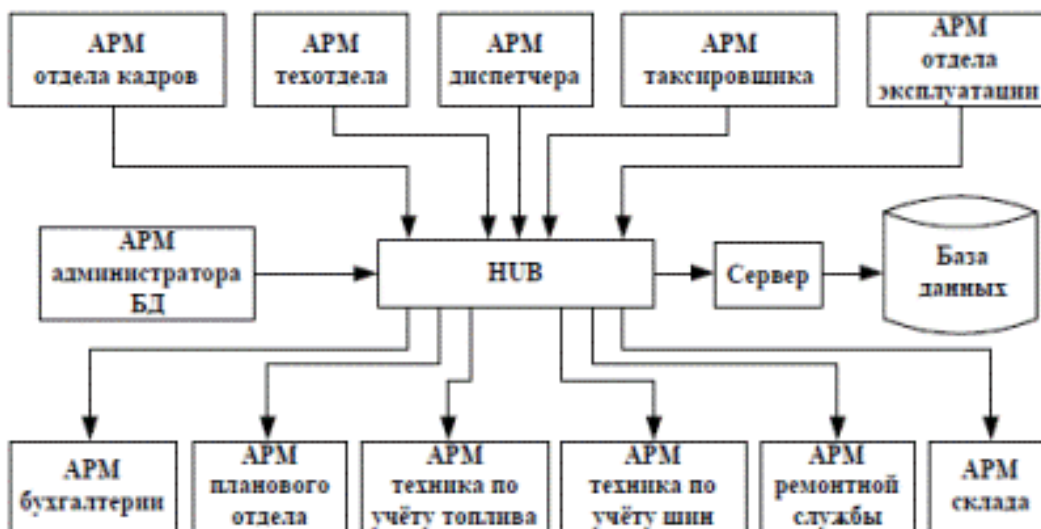 АРМ
отдела кадров
АРМ
техотдела
АРМ
диспетчера
АРМ
таксировщика
АРМ
отдела
эксплуатации
АРМ
администратора
БД
HUB
Сервер
База
данных
АРМ
бухгалтерии
АРМ
планового
отдела
АРМ
техника по
учёту топлива
АРМ
техника по
учёту шин
АРМ
ремонтной
службы
АРМ
склада